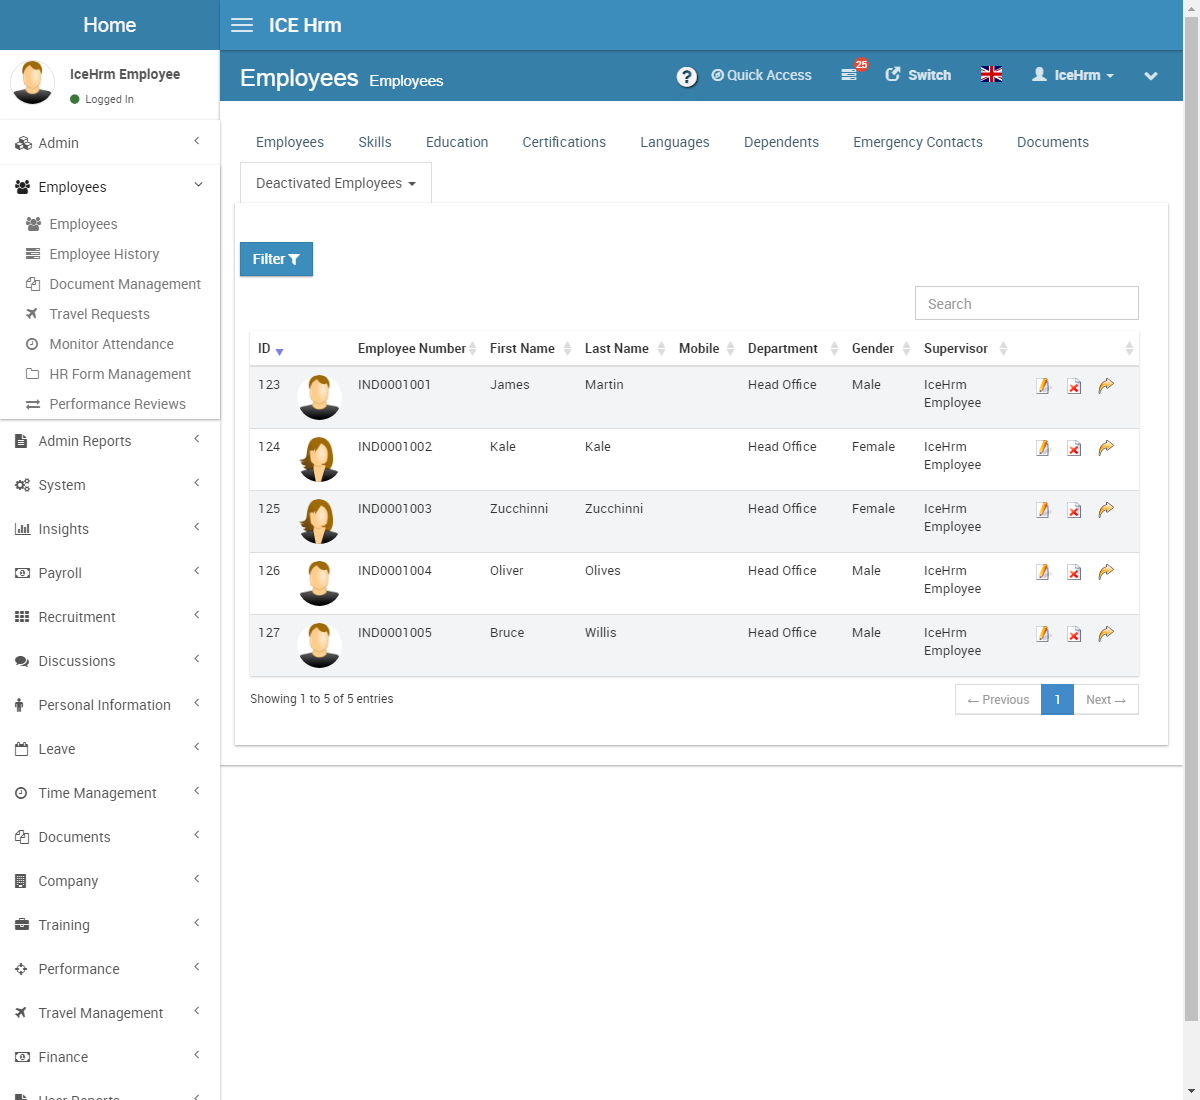 Home
ICE Hrm
IceHrm Employee
Logged In
Employees Employees
? Quick Access 25 Switch IceHrm
Admin
Employees
Employees
Employee History
Document Management
Travel Requests
Monitor Attendance
HR Form Management
Performance Reviews
Admin Reports
System
Insights
Payroll
Recruitment
Discussions
Personal Information
Leave
Time Management
Documents
Company
Training
Performance
Travel Management
Finance
User Reports
Employees Skills Education Certifications Languages Dependents Emergency Contacts Documents
Deactivated Employees
Filter
Search
ID Employee Number First Name Last Name Mobile Department Gender Supervisor
123 IND0001001 James Martin Head Office Male IceHrm
Employee
124 IND0001002 Kale Kale Head Office Female IceHrm
Employee
125 IND0001003 Zucchinni Zucchinni Head Office Female IceHrm
Employee
126 IND0001004 Oliver Olives Head Office Male IceHrm
Employee
127 IND0001005 Bruce Willis Head Office Male IceHrm
Employee
Showing 1 to 5 of 5 entries
← Previous 1 Next →